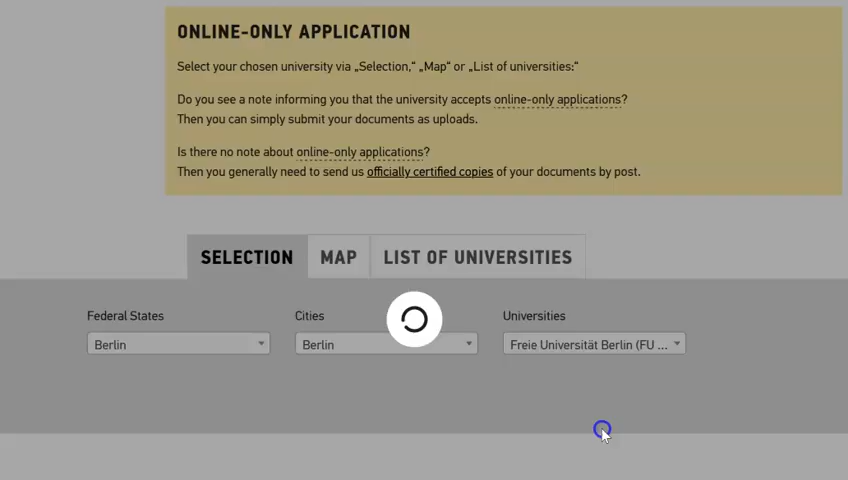 ONLINE-ONLY APPLICATION
Select your chosen university via „Selection,“ „Map“ or „List of universities:“
Do you see a note informing you that the university accepts online-only applications?
Then you can simply submit your documents as uploads.
Is there no note about online-only applications?
Then you generally need to send us officially certified copies of your documents by post.
SELECTION MAP LIST OF UNIVERSITIES
Federal States Cities Universities
Berlin Berlin Freie Universität Berlin (FU ...